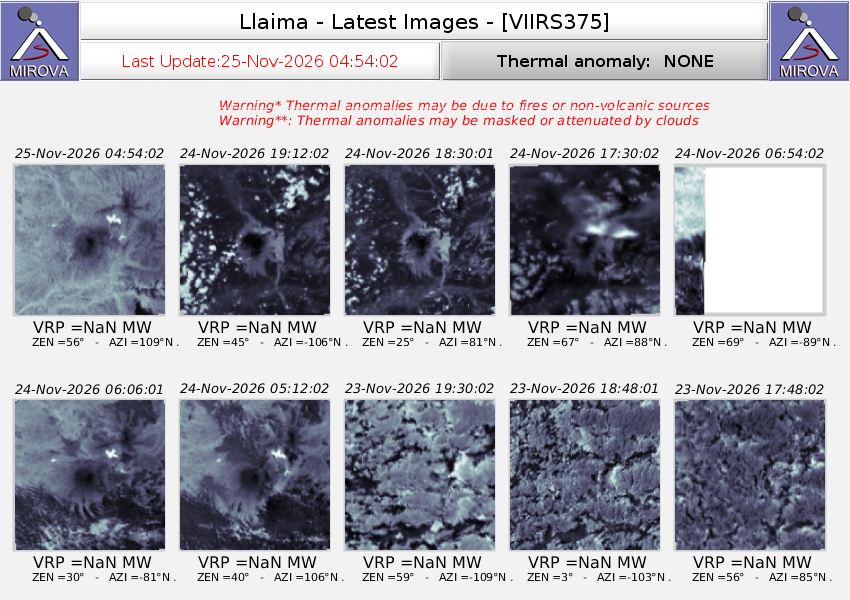 Llaima - Latest Images - [VIIRS375]
MIROVA
Last Update:25-Nov-2026 04:54:02
Thermal anomaly: NONE
MIROVA
Warning* Thermal anomalies may be due to fires or non-volcanic sources
Warning**: Thermal anomalies may be masked or attenuated by clouds
25-Nov-2026 04:54:02 24-Nov-2026 19:12:02 24-Nov-2026 18:30:01 24-Nov-2026 17:30:02 24-Nov-2026 06:54:02
VRP =NaN MW VRP =NaN MW VRP =NaN MW VRP =NaN MW VRP =NaN MW
ZEN =56° - AZI =109°N . ZEN =45° - AZI =-106°N . ZEN =25° - AZI =81°N . ZEN =67° - AZI =88°N . ZEN =69° - AZI =-89°N .
24-Nov-2026 06:06:01 24-Nov-2026 05:12:02 23-Nov-2026 19:30:02 23-Nov-2026 18:48:01 23-Nov-2026 17:48:02
VRP =NaN MW VRP =NaN MW VRP =NaN MW VRP =NaN MW VRP =NaN MW
ZEN =30° - AZI =-81°N . ZEN =40° - AZI =106°N . ZEN =59° - AZI =-109°N . ZEN =3° - AZI =-103°N . ZEN =56° - AZI =85°N .